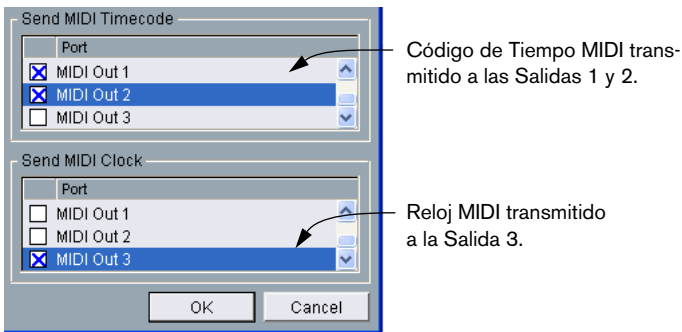 Send MIDI Timecode
Port
MIDI Out 1
MIDI Out 2
MIDI Out 3
Código de Tiempo MIDI trans-
mitido a las Salidas 1 y 2.
Send MIDI Clock
Port
MIDI Out 1
MIDI Out 2
MIDI Out 3
Reloj MIDI transmitido
a la Salida 3.
OK
Cancel